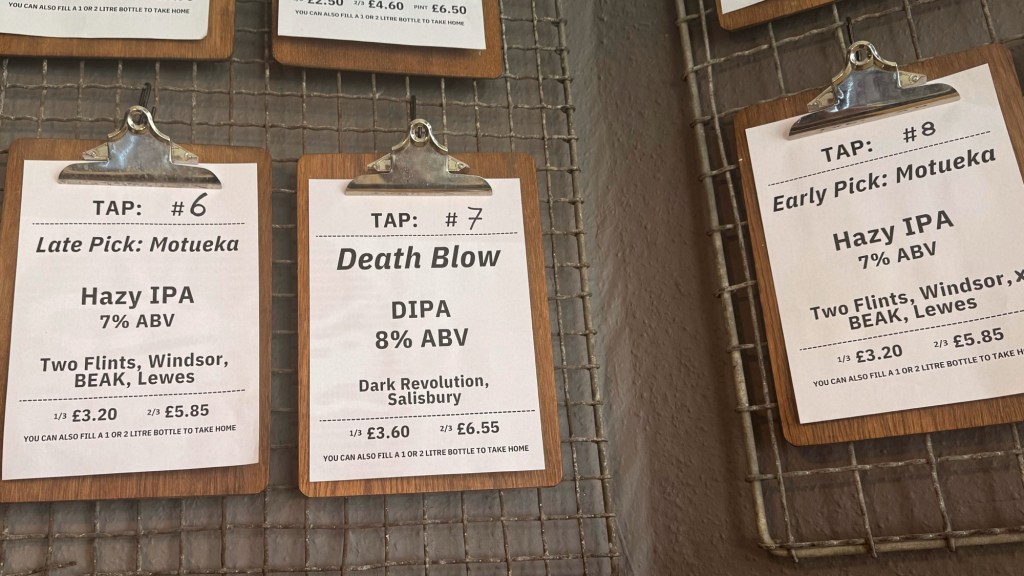 YOU CAN ALSO FILL A 1 OR 2 LITRE BOTTLE TO TAKE HOME
£2.50 2/3 £4.60 PINT £6.50
YOU CAN ALSO FILL A 1 OR 2 LITRE BOTTLE TO TAKE HOME
TAP: #6
Late Pick: Motueka
Hazy IPA
7% ABV
Two Flints, Windsor,
BEAK, Lewes
1/3 £3.20 2/3 £5.85
YOU CAN ALSO FILL A 1 OR 2 LITRE BOTTLE TO TAKE HOME
TAP: #7
Death Blow
DIPA
8% ABV
Dark Revolution,
Salisbury
1/3 £3.60 2/3 £6.55
YOU CAN ALSO FILL A 1 OR 2 LITRE BOTTLE TO TAKE HOME
TAP: #8
Early Pick: Motueka
Hazy IPA
7% ABV
Two Flints, Windsor, x
BEAK, Lewes
1/3 £3.20 2/3 £5.85
YOU CAN ALSO FILL A 1 OR 2 LITRE BOTTLE TO TAKE